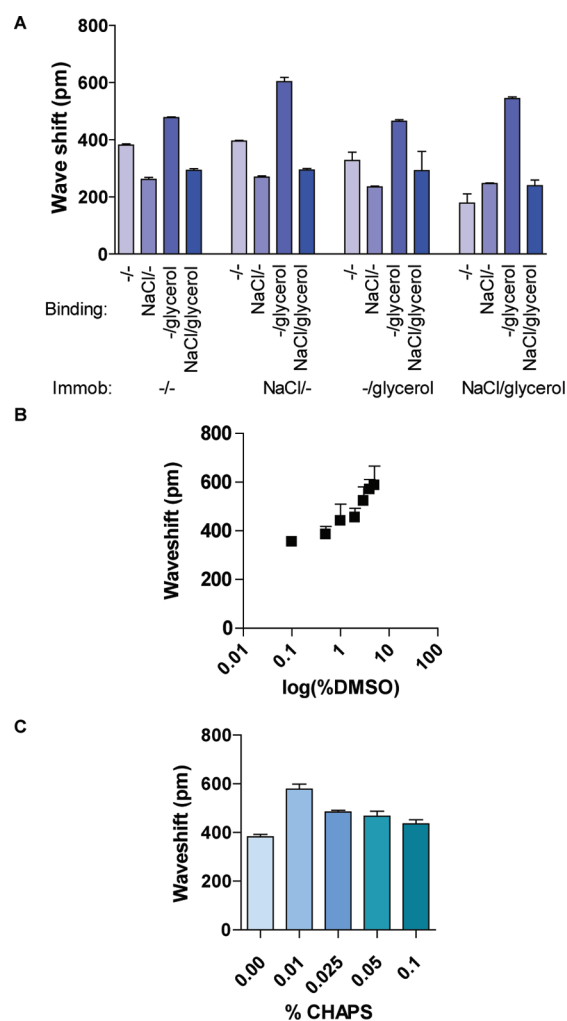 A
Wave shift (pm)
800
600
400
200
0
-/- NaCl/- -/glycerol NaCl/glycerol -/- NaCl/- -/glycerol NaCl/glycerol -/- NaCl/- -/glycerol NaCl/glycerol -/- NaCl/- -/glycerol NaCl/glycerol
Binding:
Immob: -/- NaCl/- -/glycerol NaCl/glycerol
B
Waveshift (pm)
800
600
400
200
0
0.01 0.1 1 10 100
log(%DMSO)
C
Waveshift (pm)
800
600
400
200
0
0.00 0.01 0.025 0.05 0.1
% CHAPS